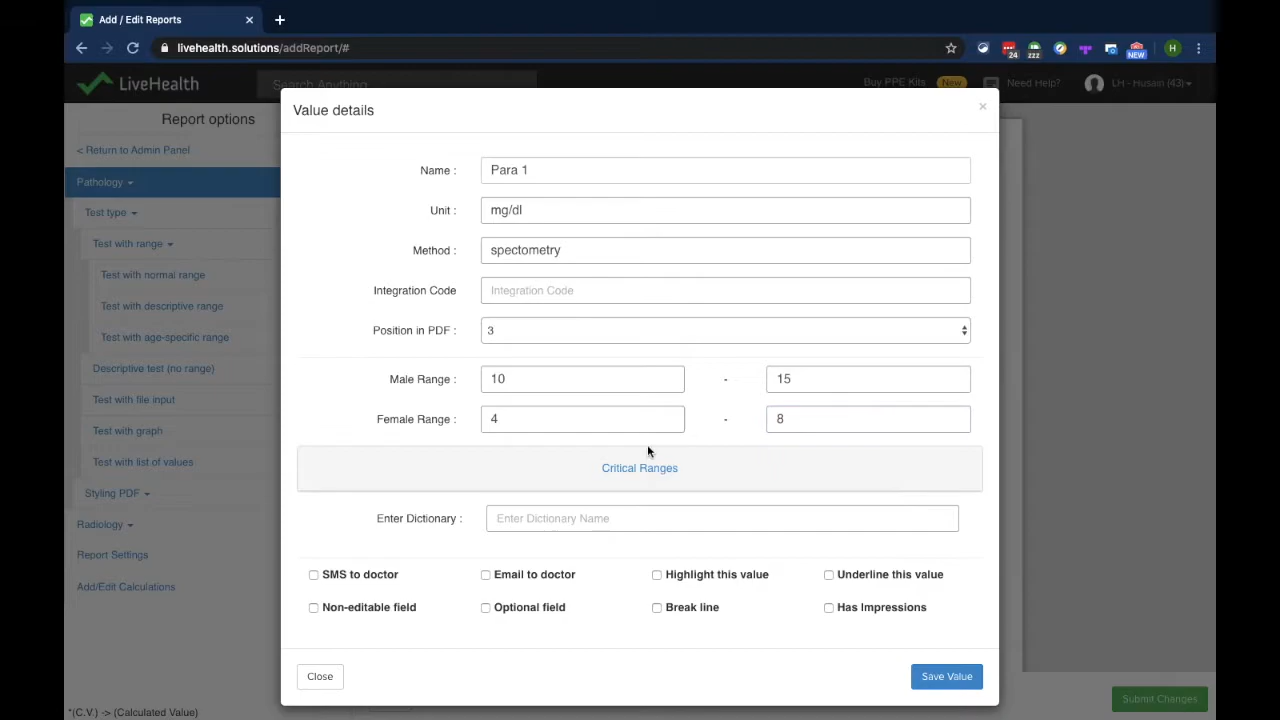 Add / Edit Reports
livehealth.solutions/addReport/#
24
zzz
NEW
H
LiveHealth
Search Anything
Buy PPE Kits
New
Need Help?
LH - Husain (43)
Report options
< Return to Admin Panel
Pathology
Test type
Test with range
Test with normal range
Test with descriptive range
Test with age-specific range
Descriptive test (no range)
Test with file input
Test with graph
Test with list of values
Styling PDF
Radiology
Report Settings
Add/Edit Calculations
*(C.V.) -> (Calculated Value)
Value details
×
Name : Para 1
Unit : mg/dl
Method : spectometry
Integration Code Integration Code
Position in PDF : 3
Male Range : 10 - 15
Female Range : 4 - 8
Critical Ranges
Enter Dictionary : Enter Dictionary Name
SMS to doctor Email to doctor Highlight this value Underline this value
Non-editable field Optional field Break line Has Impressions
Close Save Value
Submit Changes